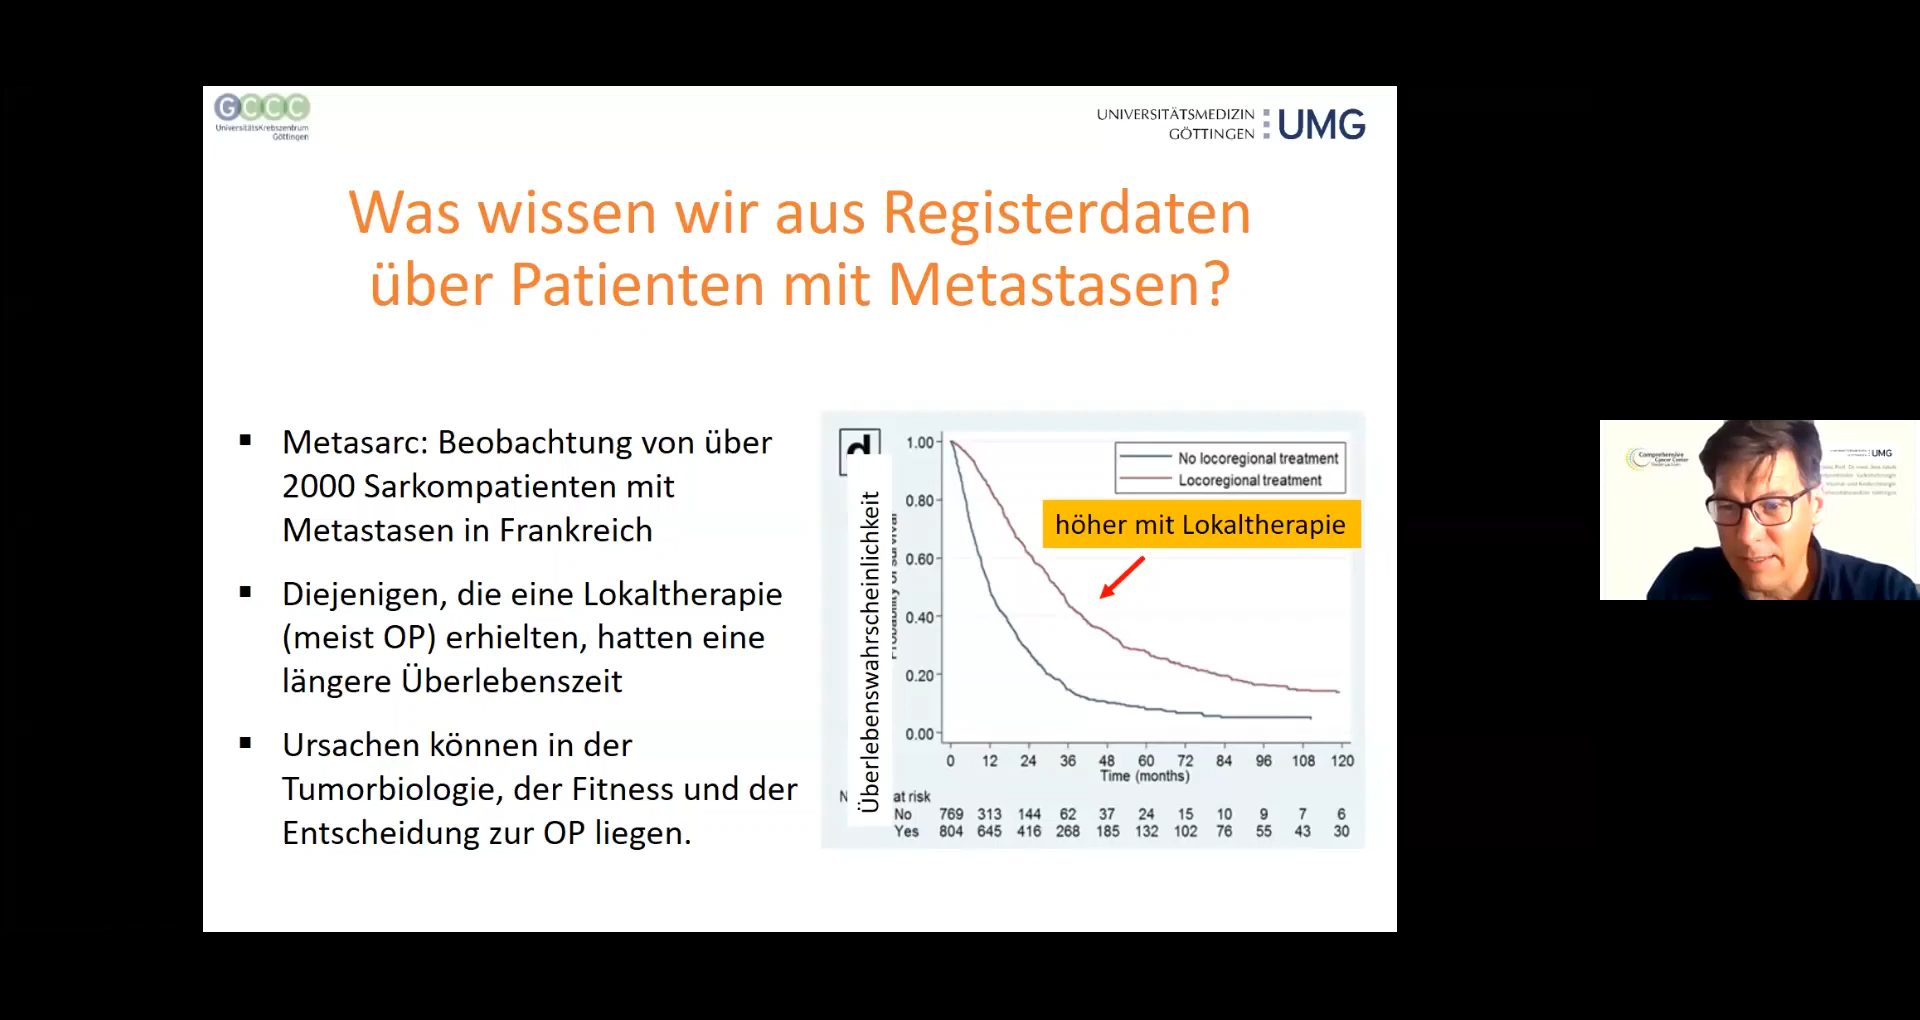 GCCC
UniversitätsKrebszentrum
Göttingen
UNIVERSITÄTSMEDIZIN
GÖTTINGEN
UMG
Was wissen wir aus Registerdaten
über Patienten mit Metastasen?
▪ Metasarc: Beobachtung von über
2000 Sarkompatienten mit
Metastasen in Frankreich
▪ Diejenigen, die eine Lokaltherapie
(meist OP) erhielten, hatten eine
längere Überlebenszeit
▪ Ursachen können in der
Tumorbiologie, der Fitness und der
Entscheidung zur OP liegen.
d
Überlebenswahrscheinlichkeit
1.00
0.80
0.60
0.40
0.20
0.00
No locoregional treatment
Locoregional treatment
höher mit Lokaltherapie
0 12 24 36 48 60 72 84 96 108 120
Time (months)
at risk
No 769 313 144 62 37 24 15 10 9 7 6
Yes 804 645 416 268 185 132 102 76 55 43 30
Comprehensive
Cancer Center
UMG